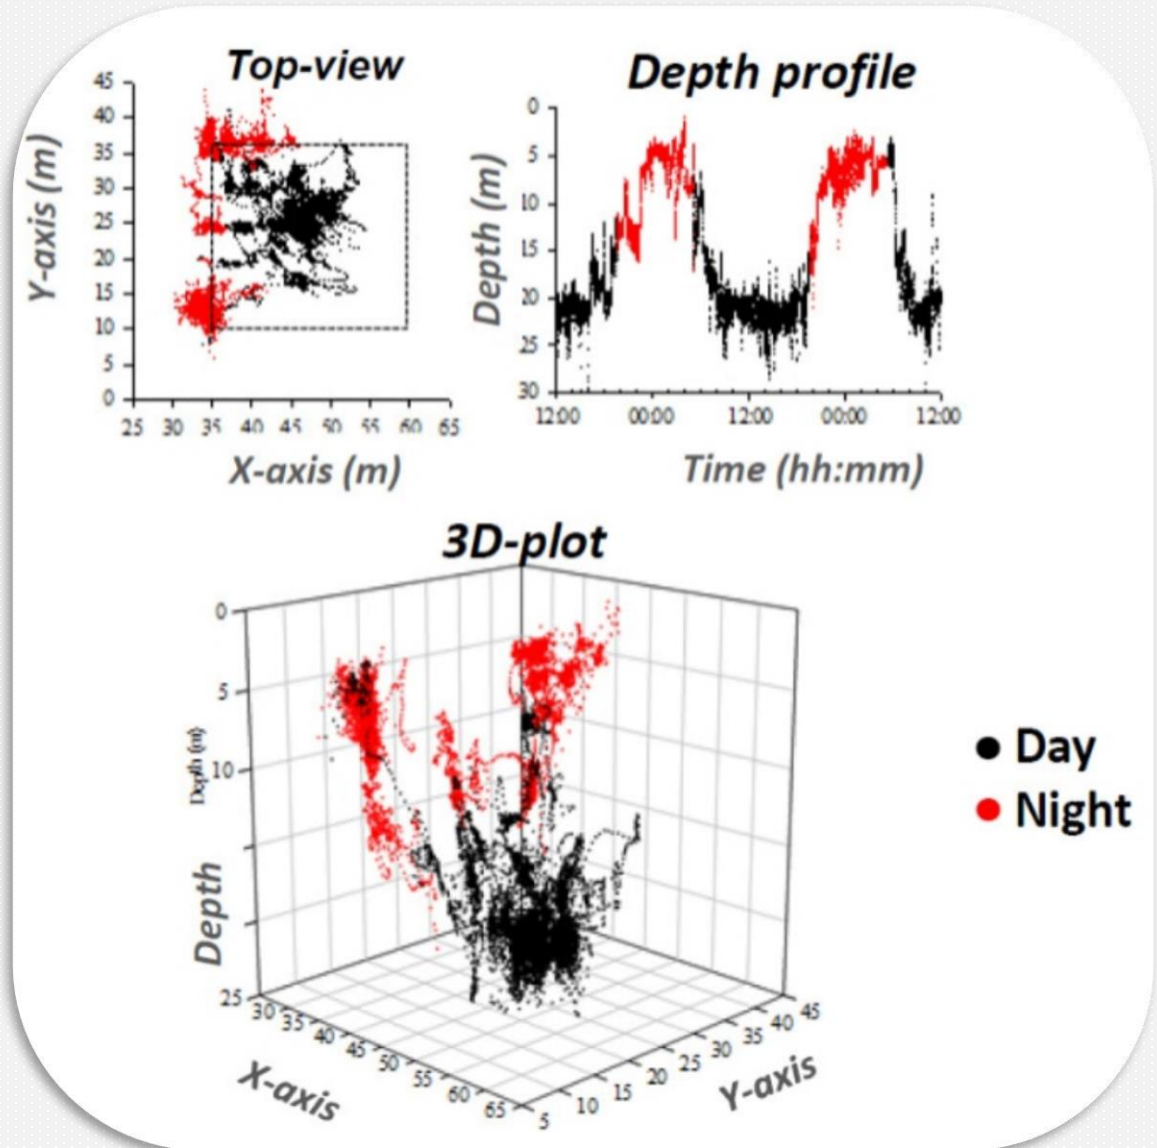 Top-view
Y-axis (m)
45
40
35
30
25
20
15
10
5
0
25 30 35 40 45 50 55 60 65
X-axis (m)
Depth profile
Depth (m)
0
5
10
15
20
25
30
12:00 00:00 12:00 00:00 12:00
Time (hh:mm)
3D-plot
0
5
10
25
Depth (m)
Depth
30 35 40 45 50 55 60 65
X-axis
5 10 15 20 25 30 35 40 45
Y-axis
Day
Night